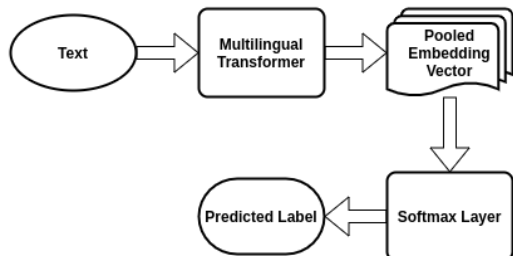 Text
Multilingual
Transformer
Pooled
Embedding
Vector
Softmax Layer
Predicted Label